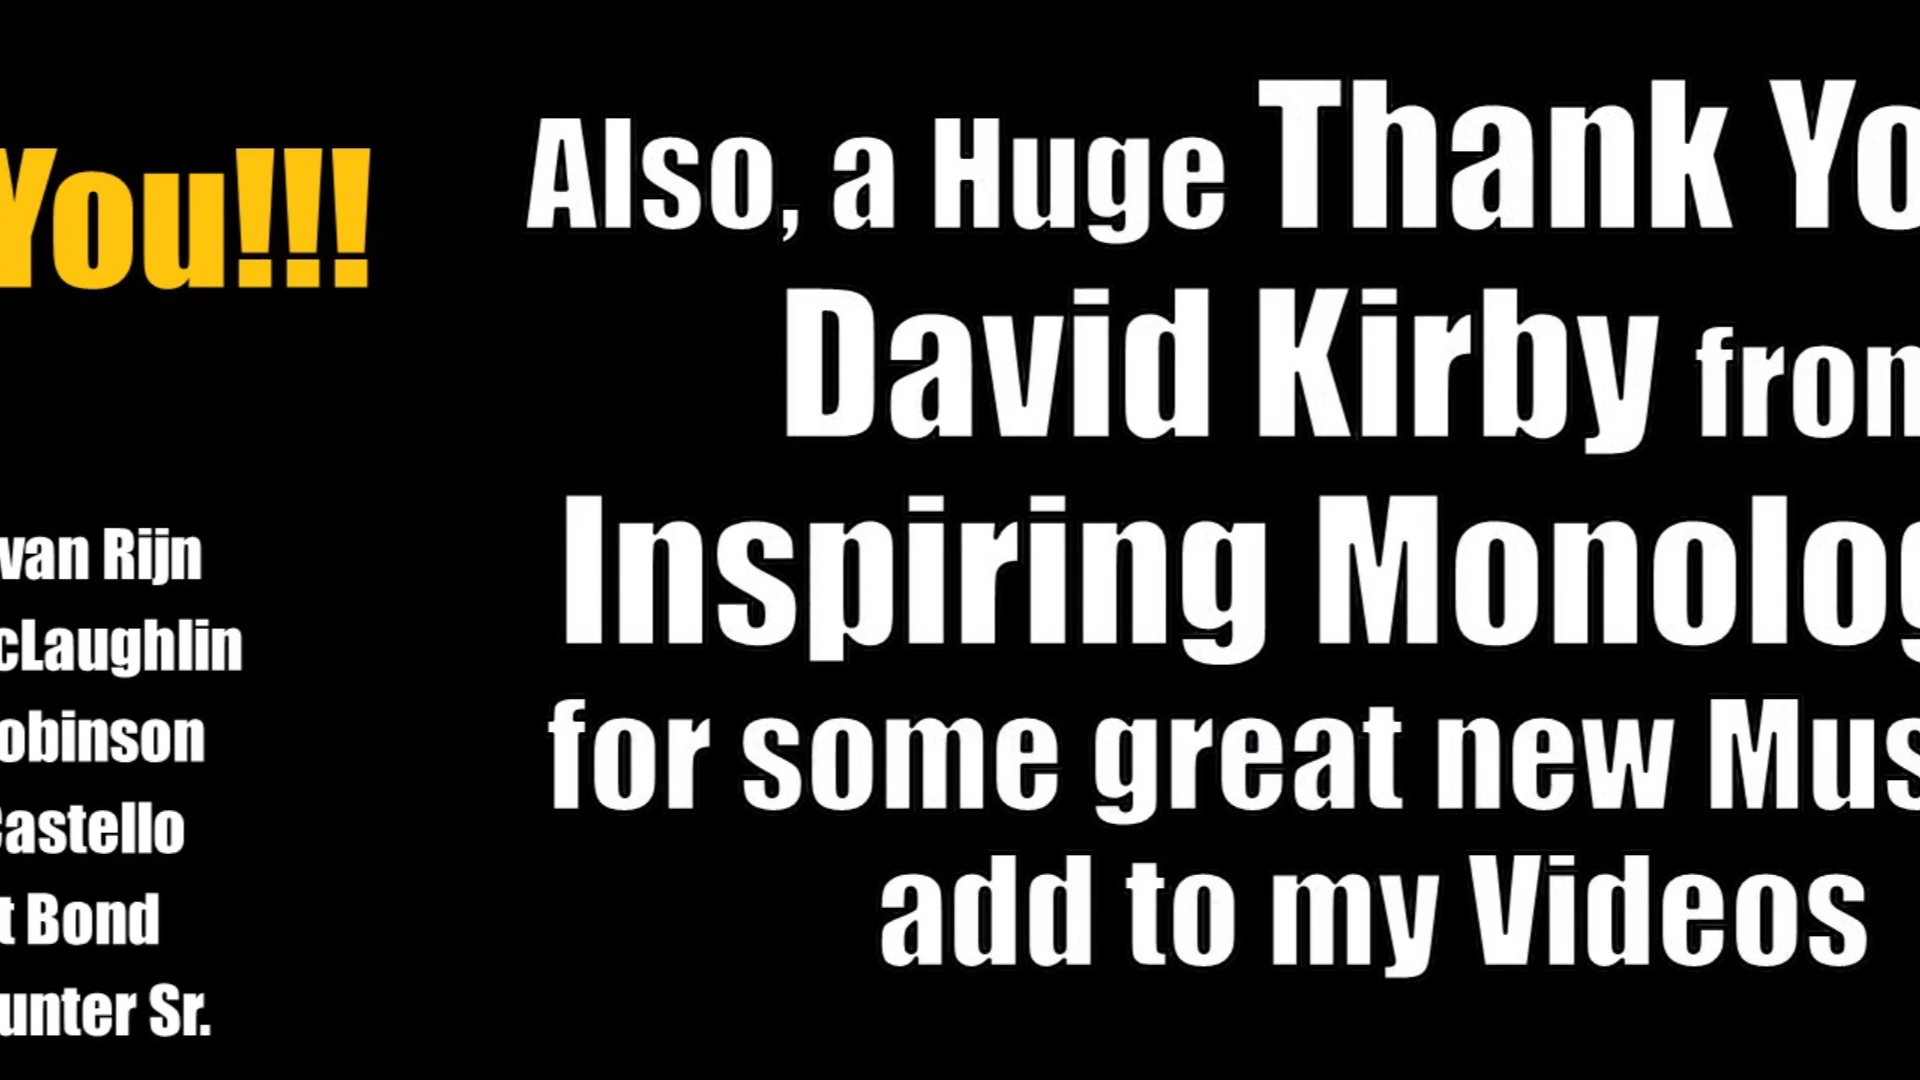 You!!!
van Rijn
cLaughlin
obinson
Castello
t Bond
unter Sr.
Also, a Huge Thank Yo
David Kirby from
Inspiring Monolog
for some great new Mus
add to my Videos